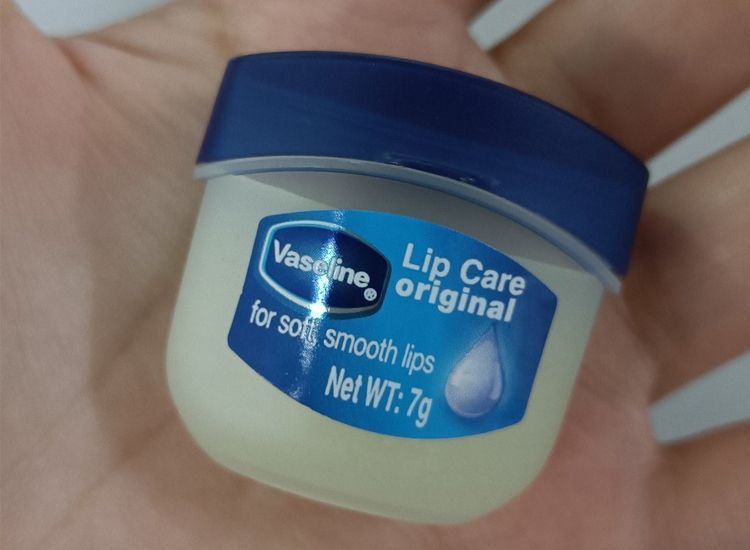 Vaseline®
Lip Care
original
for soft, smooth lips
Net WT: 7g